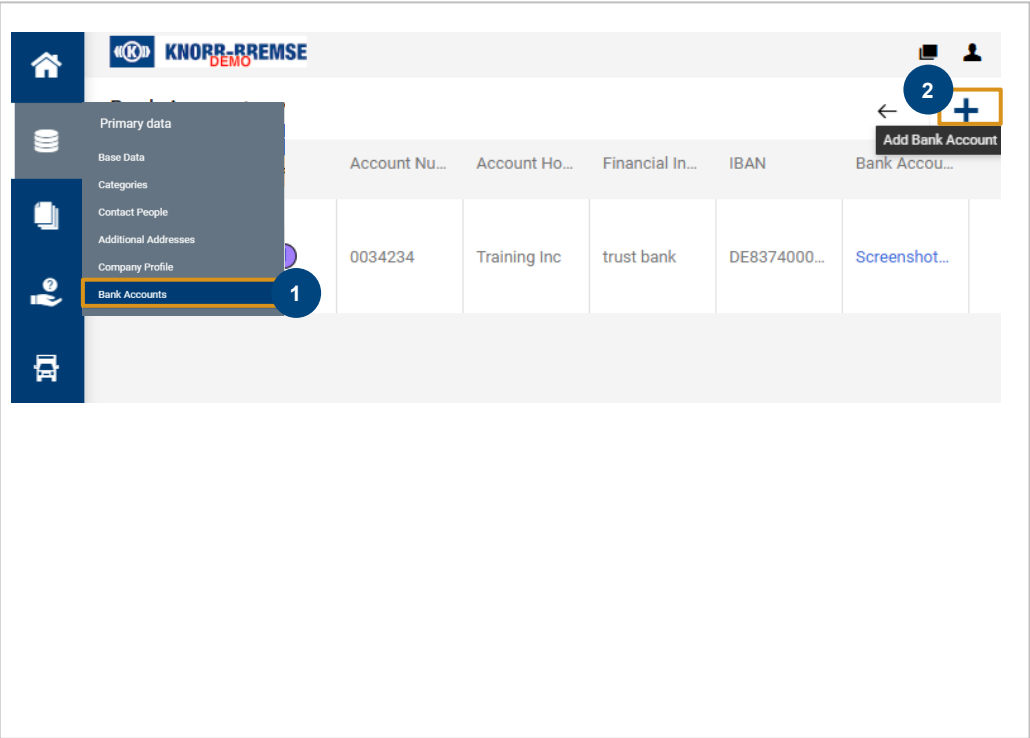 KNORR-BREMSE
DEMO
2
Add Bank Account
Primary data
Base Data
Categories
Contact People
Additional Addresses
Company Profile
Bank Accounts
1
Account Nu... Account Ho... Financial In... IBAN Bank Accou...
0034234 Training Inc trust bank DE8374000... Screenshot...